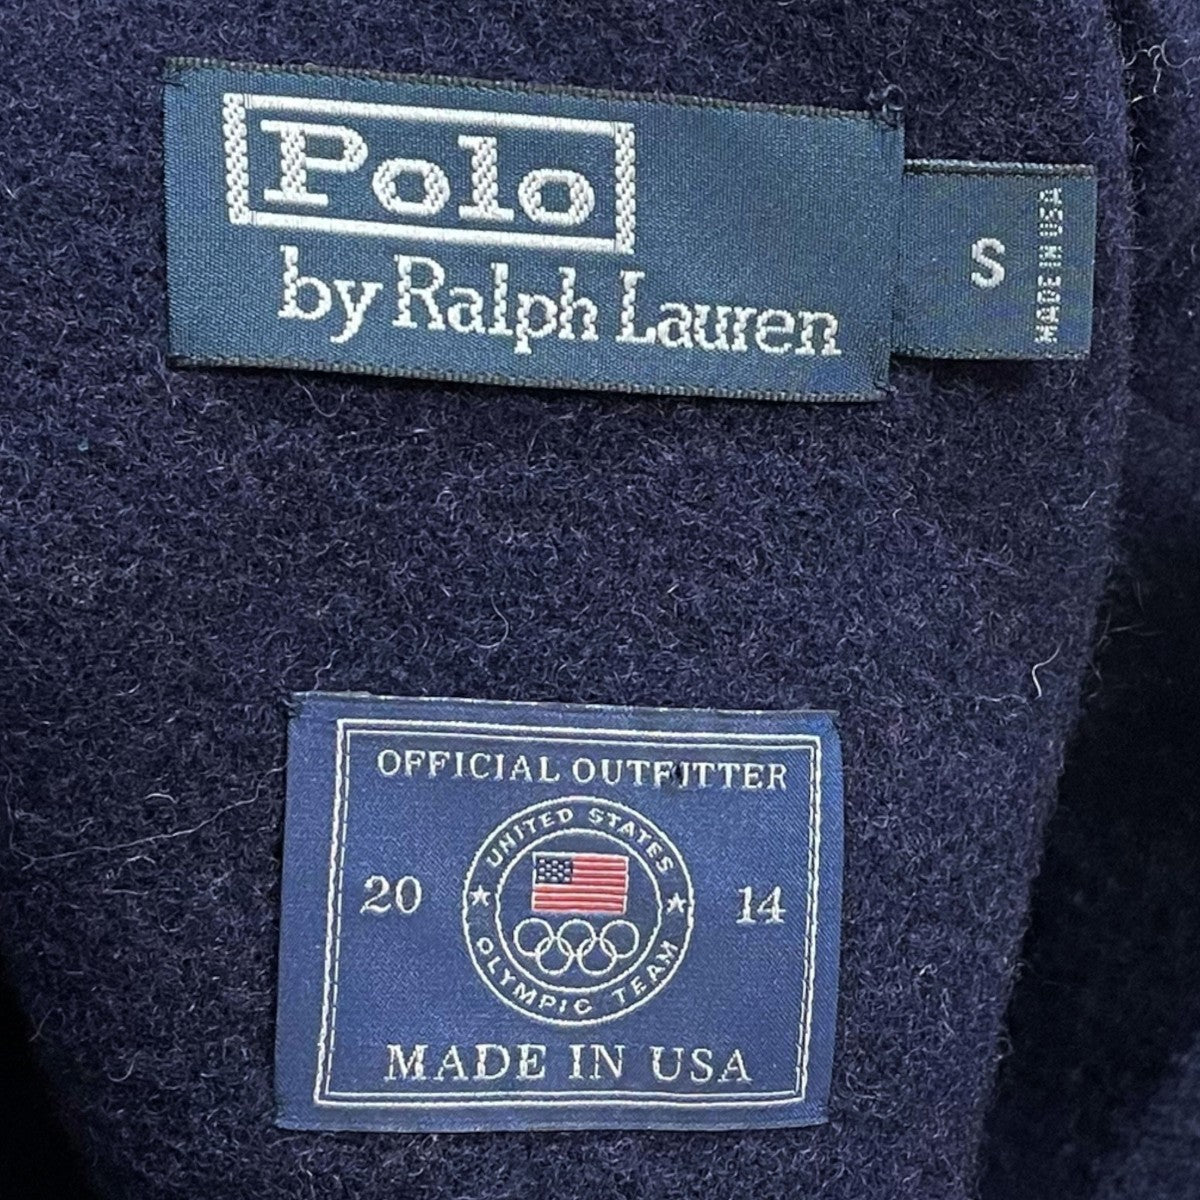 Polo
by Ralph Lauren
S
MADE IN USA
OFFICIAL OUTFITTER
UNITED STATES
20 14
OLYMPIC TEAM
MADE IN USA